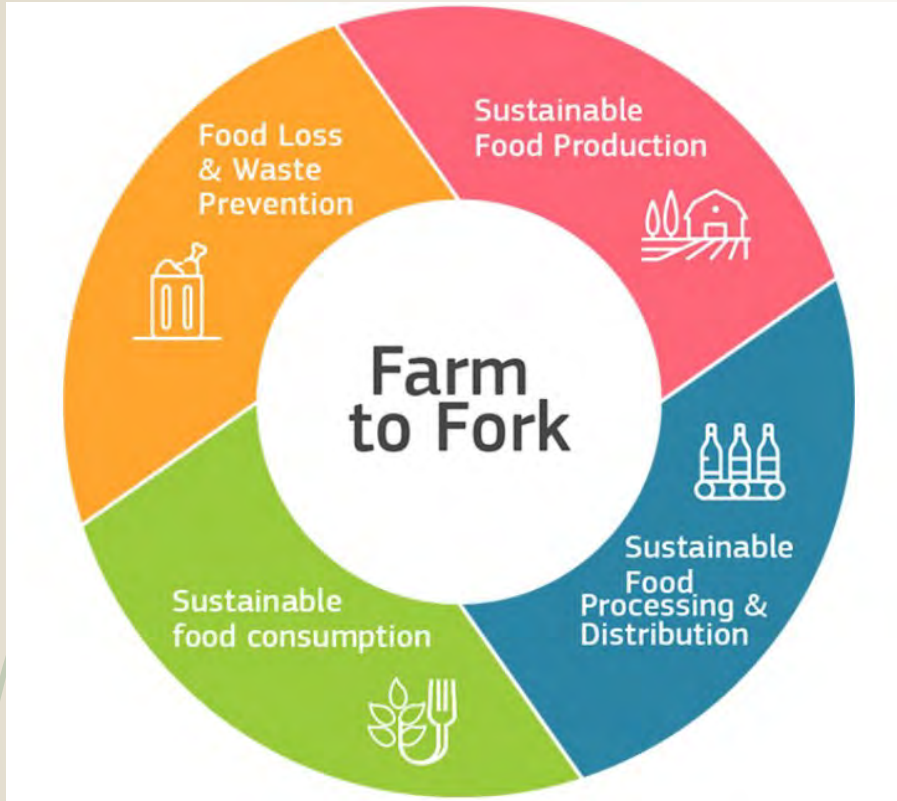 Food Loss
& Waste
Prevention
Sustainable
Food Production
Farm
to Fork
Sustainable
Food
Processing &
Distribution
Sustainable
food consumption